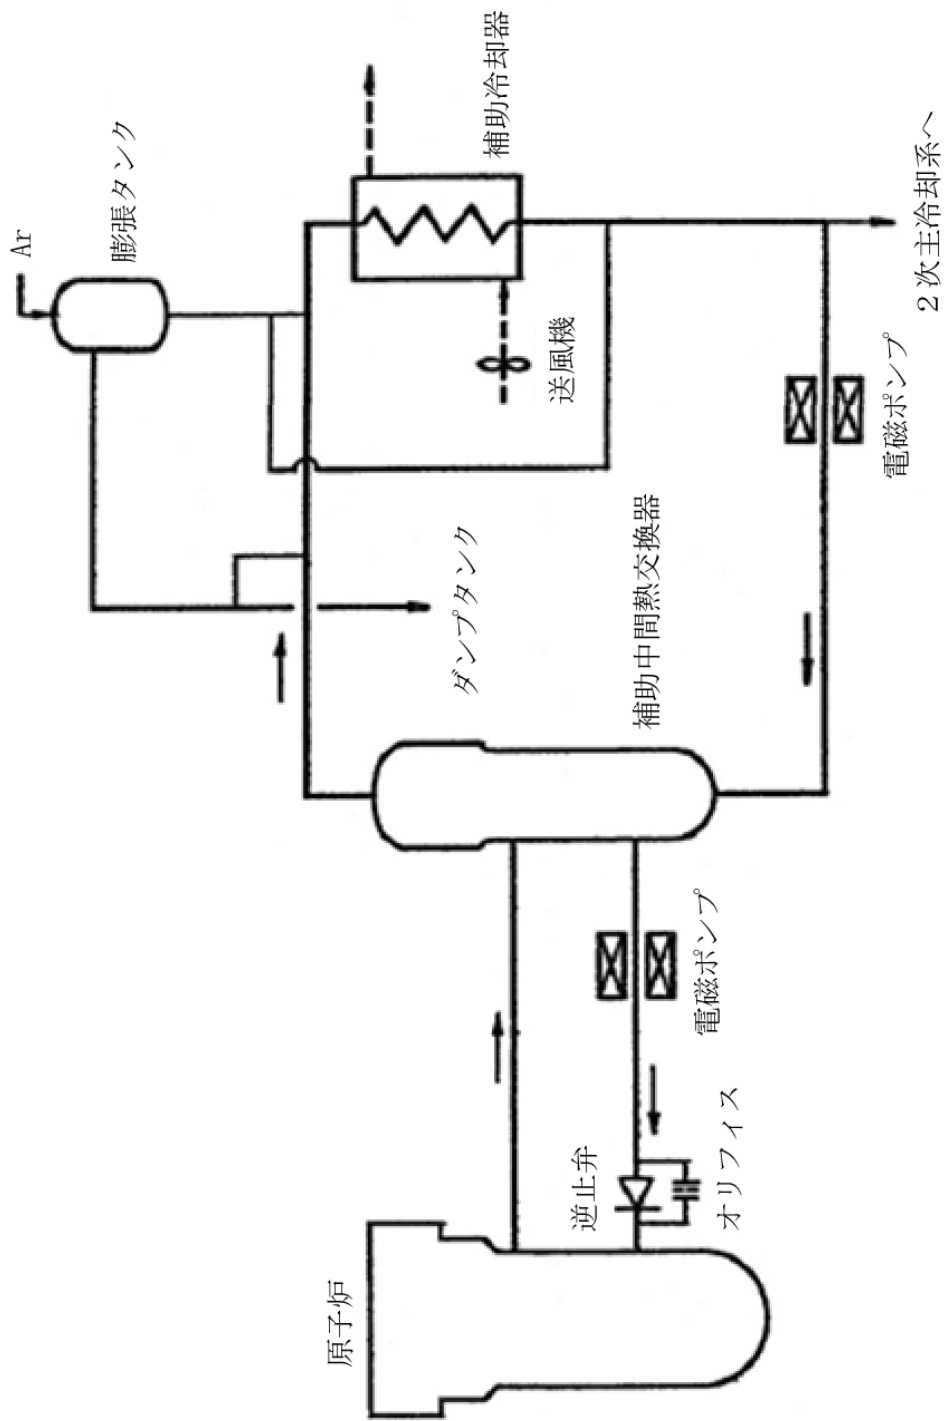 Ar
膨張タンク
補助冷却器
送風機
2次主冷却系へ
電磁ポンプ
ダンプタンク
補助中間熱交換器
電磁ポンプ
逆止弁
オリフィス
原子炉